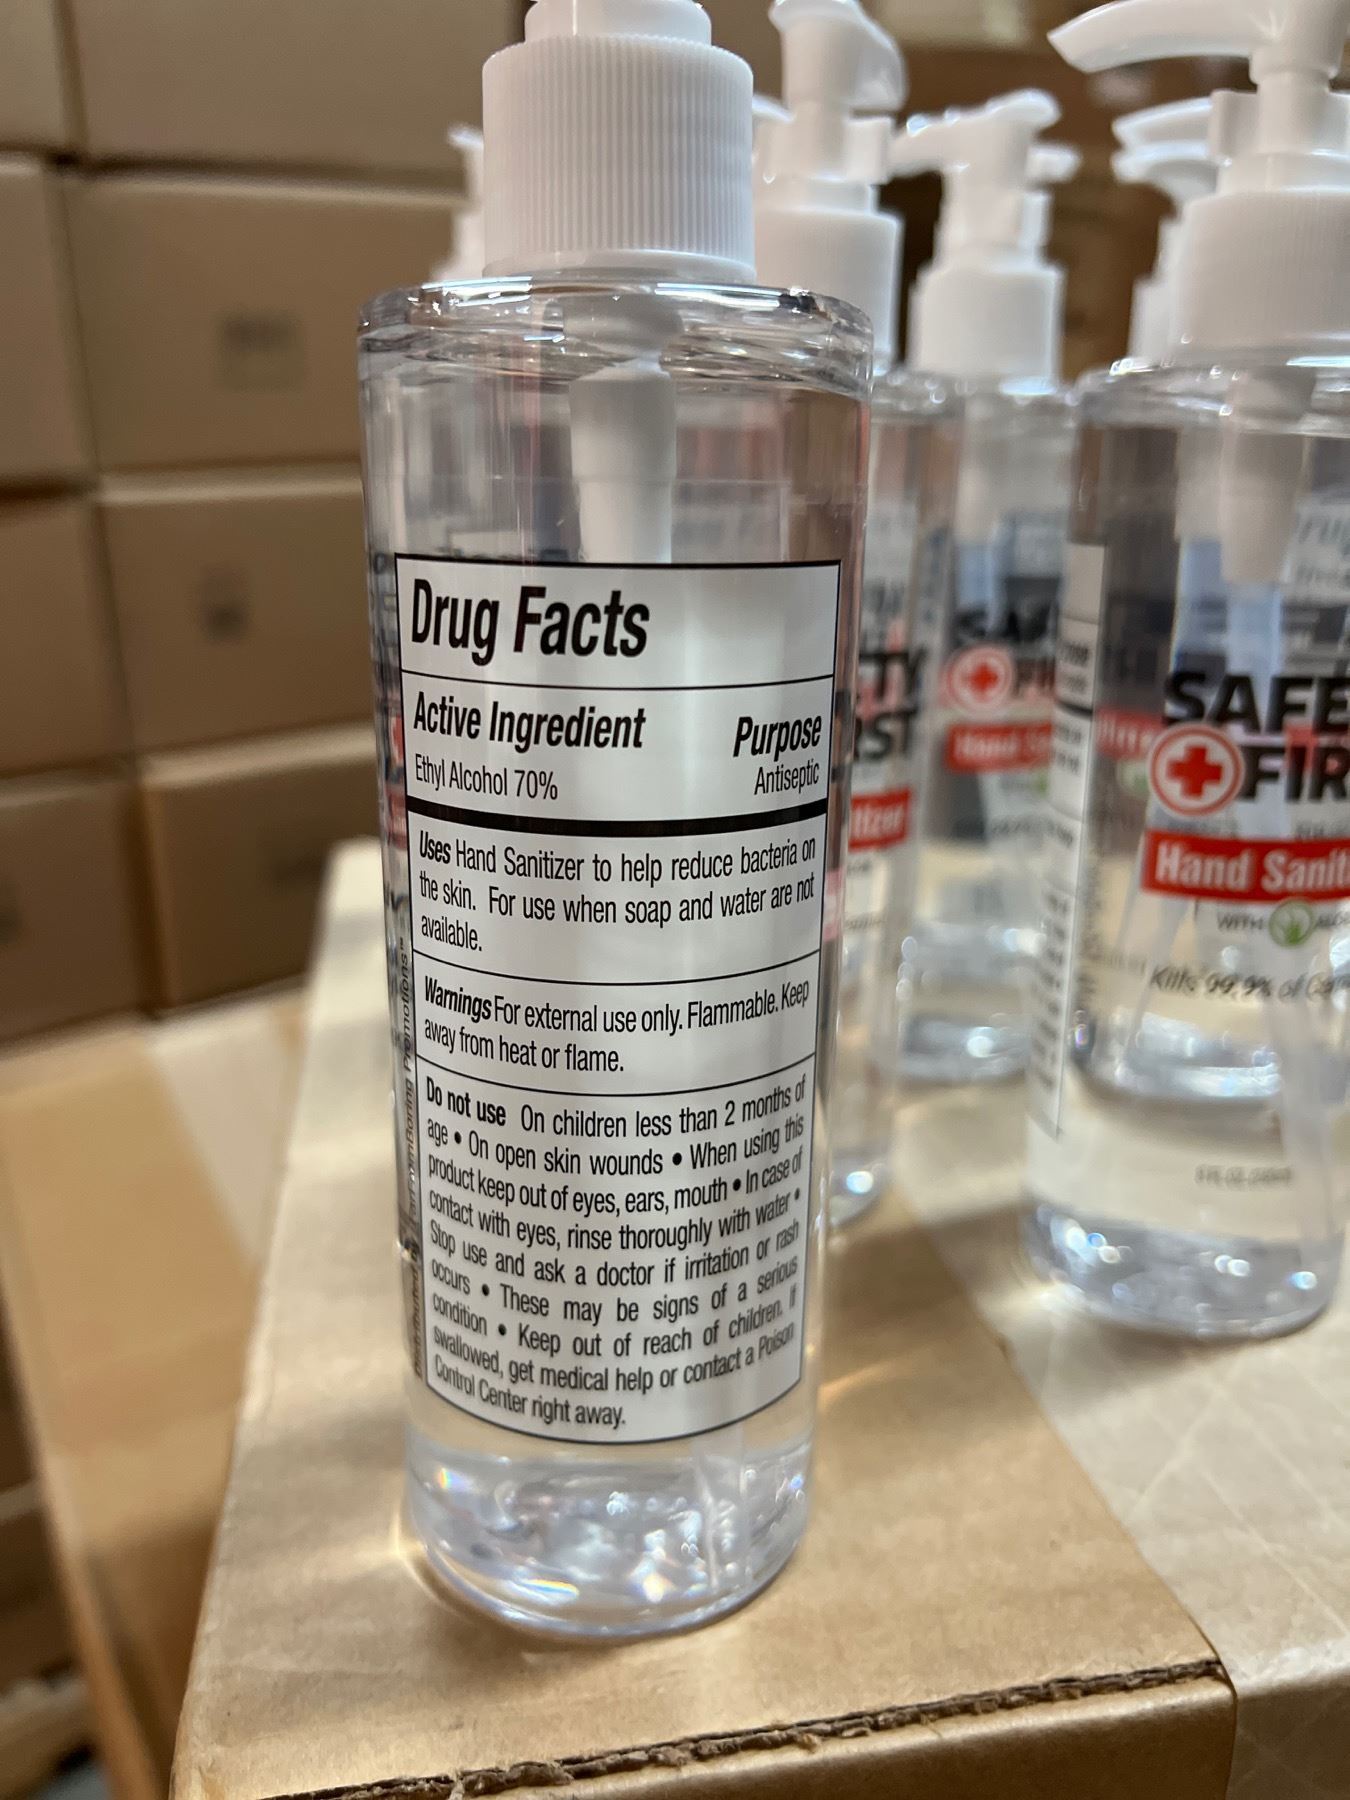 Drug Facts
Active Ingredient Purpose
Ethyl Alcohol 70% Antiseptic
Uses Hand Sanitizer to help reduce bacteria on
the skin. For use when soap and water are not
available.
Warnings For external use only. Flammable. Keep
away from heat or flame.
Do not use On children less than 2 months of
age • On open skin wounds • When using this
product keep out of eyes, ears, mouth • In case of
contact with eyes, rinse thoroughly with water •
Stop use and ask a doctor if irritation or rash
occurs • These may be signs of a serious
condition • Keep out of reach of children. If
swallowed, get medical help or contact a Poison
Control Center right away.
Promotions™
TY
RST
tizer
SAFE
FIR
Hand Sanit
WITH
Kills 99.9% of